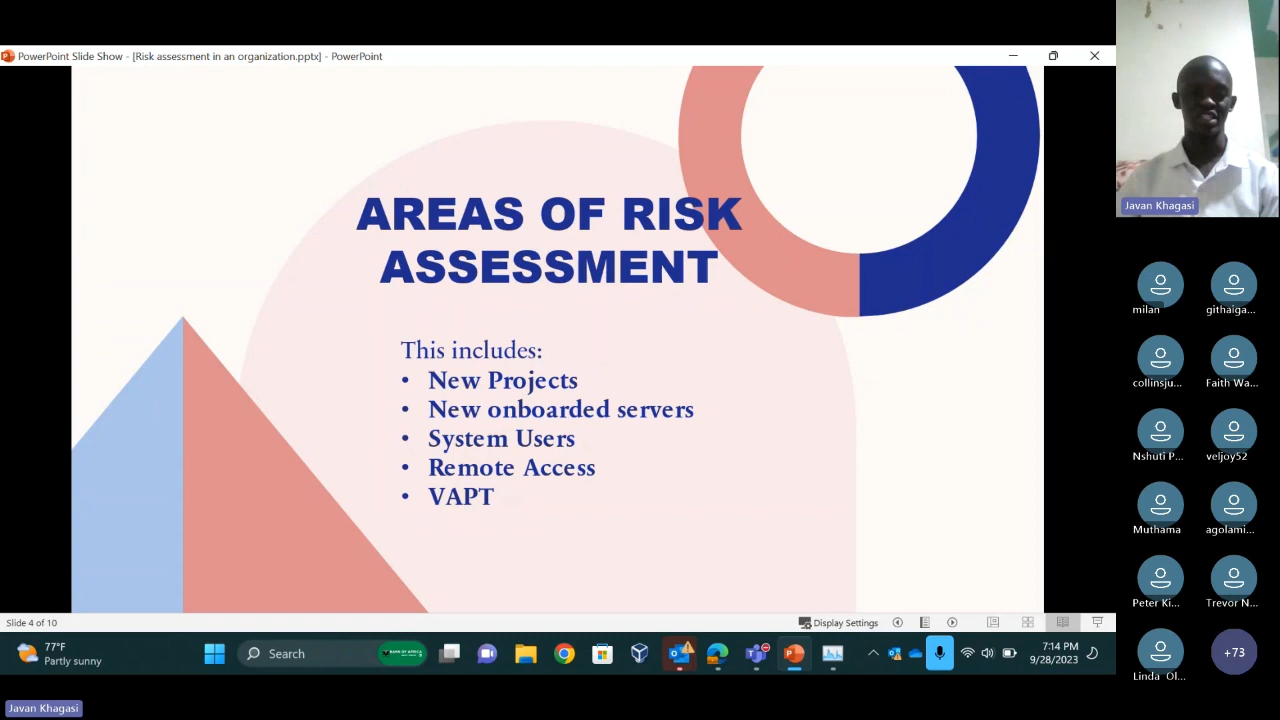 PowerPoint Slide Show - [Risk assessment in an organization.pptx] - PowerPoint
AREAS OF RISK
ASSESSMENT
This includes:
• New Projects
• New onboarded servers
• System Users
• Remote Access
• VAPT
Slide 4 of 10
Display Settings
77°F
Partly sunny
Search
BANK OF AFRICA
7:14 PM
9/28/2023
Javan Khagasi
Javan Khagasi
milan
githaiga...
collinsju...
Faith Wa...
Nshuti P...
veljoy52
Muthama
agolami...
Peter Ki...
Trevor N...
Linda Ol...
+73